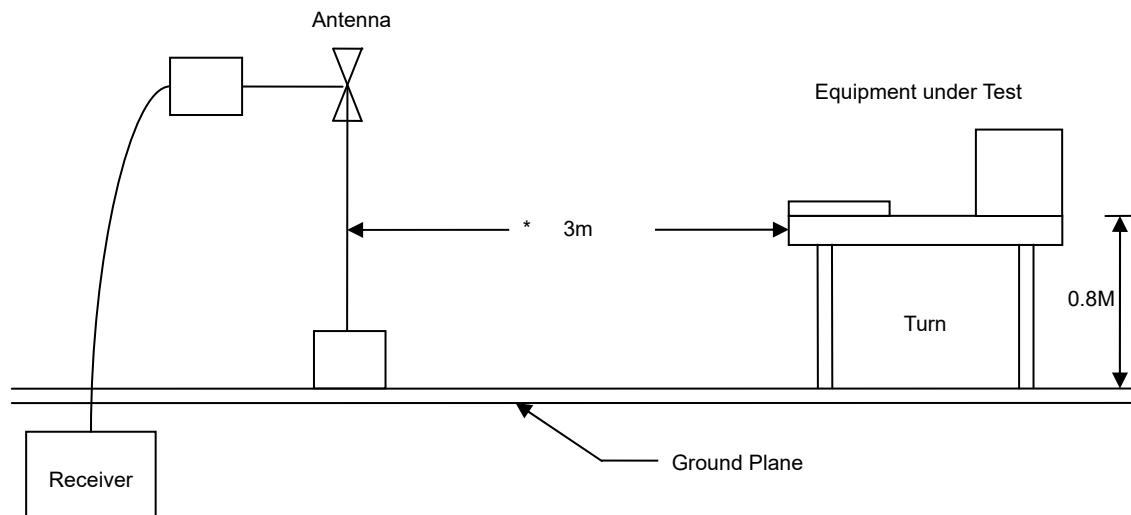 Antenna
Equipment under Test
* 3m
0.8M
Turn
Ground Plane
Receiver